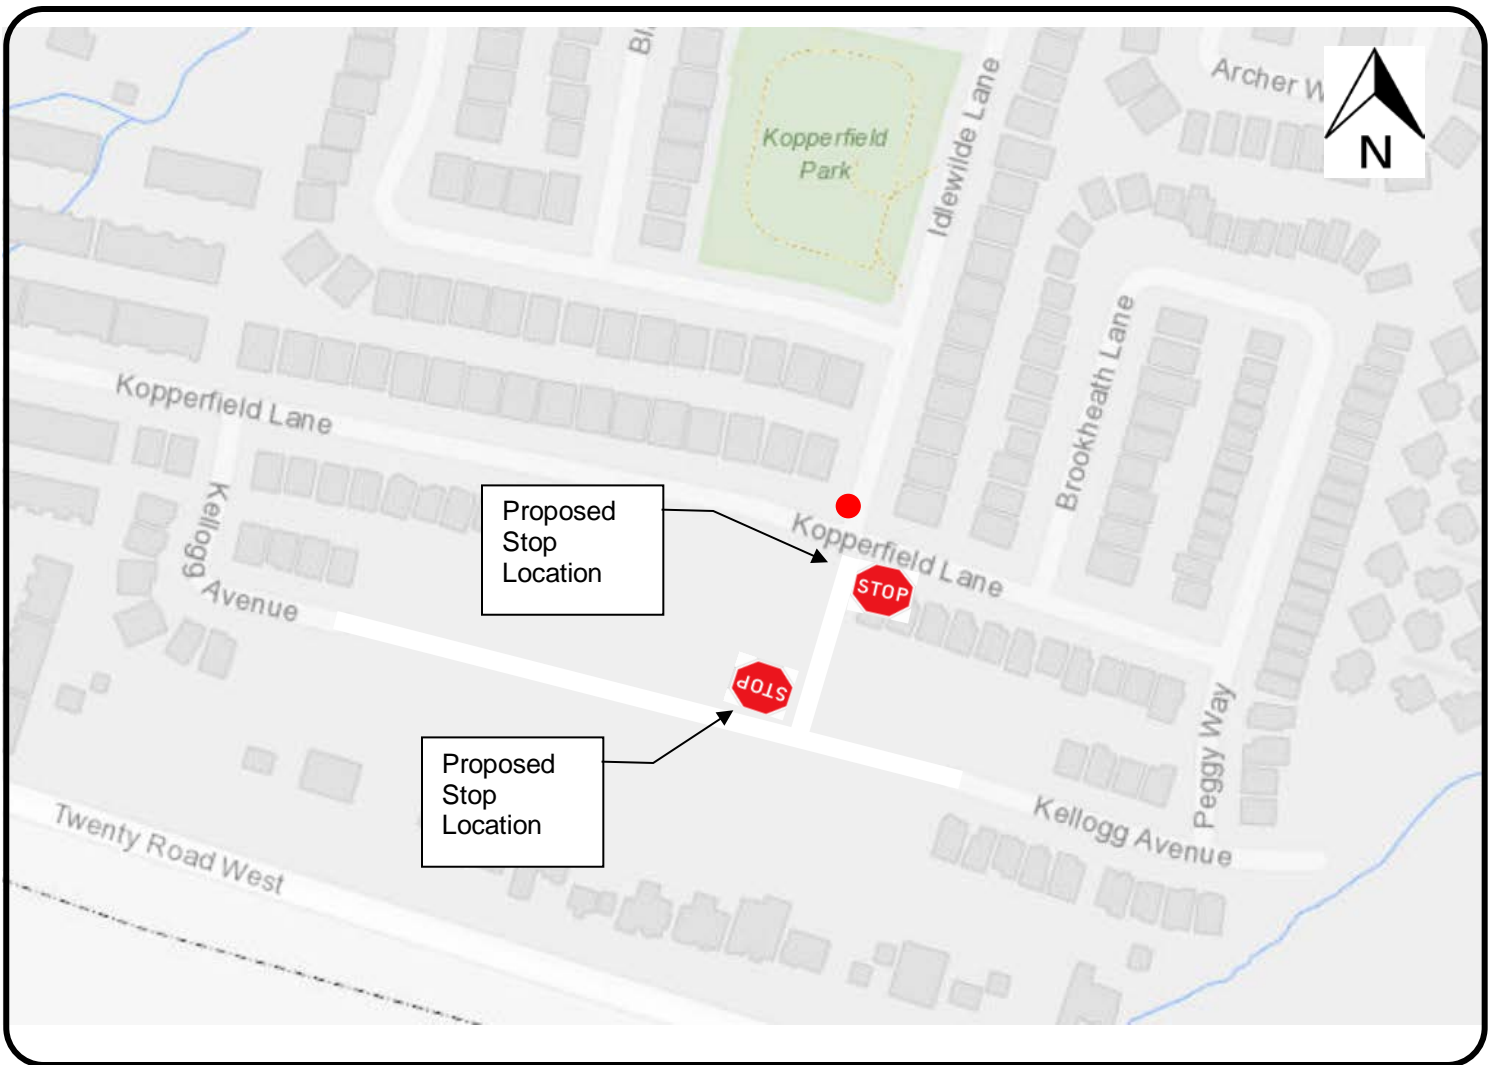 Bl
Archer W
N
Kopperfield
Park
Idlewilde Lane
Brookheath Lane
Kopperfield Lane
Kellogg Avenue
Proposed
Stop
Location
Kopperfield Lane
STOP
STOP
Proposed
Stop
Location
Peggy Way
Kellogg Avenue
Twenty Road West